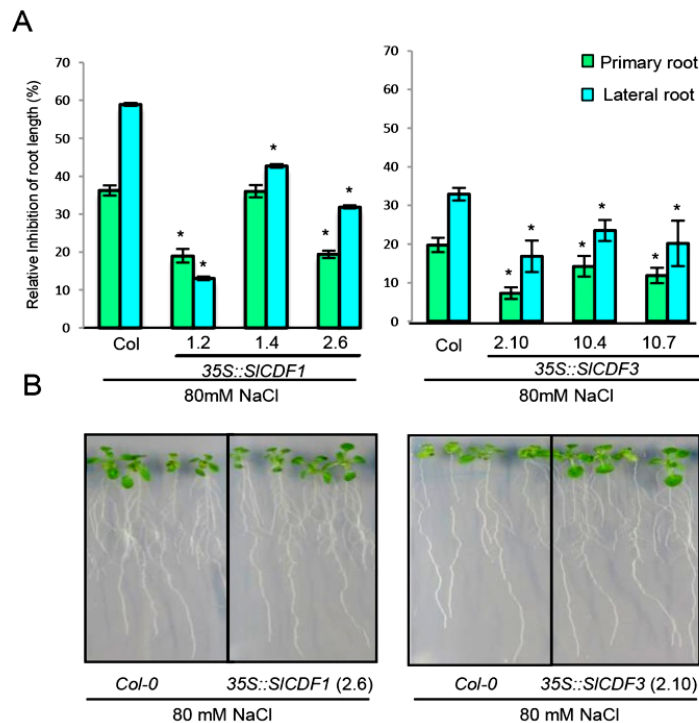 A
Relative Inhibition of root length (%)
70
60
50
40
30
20
10
0
*
*
*
*
*
Col
1.2
1.4
2.6
35S::SlCDF1
80mM NaCl
70
60
50
40
30
20
10
0
Primary root
Lateral root
*
*
*
*
*
*
Col
2.10
10.4
10.7
35S::SlCDF3
80mM NaCl
B
Col-0
35S::SlCDF1 (2.6)
80 mM NaCl
Col-0
35S::SlCDF3 (2.10)
80 mM NaCl